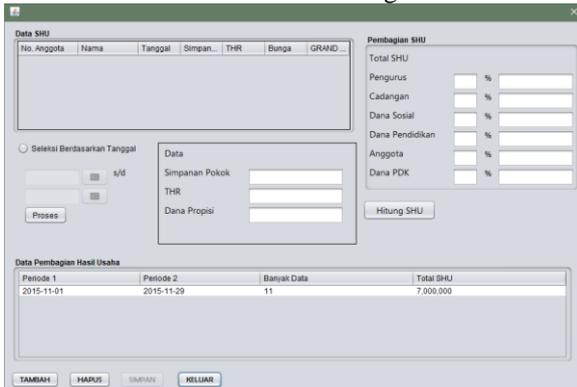 Data SHU
No. Anggota Nama Tanggal Simpan... THR Bunga GRAND ...
Seleksi Berdasarkan Tanggal
s/d
Proses
Data
Simpanan Pokok
THR
Dana Propisi
Pembagian SHU
Total SHU
Pengurus %
Cadangan %
Dana Sosial %
Dana Pendidikan %
Anggota %
Dana PDK %
Hitung SHU
Data Pembagian Hasil Usaha
Periode 1 Periode 2 Banyak Data Total SHU
2015-11-01 2015-11-29 11 7,000,000
TAMBAH HAPUS SIMPAN KELUAR